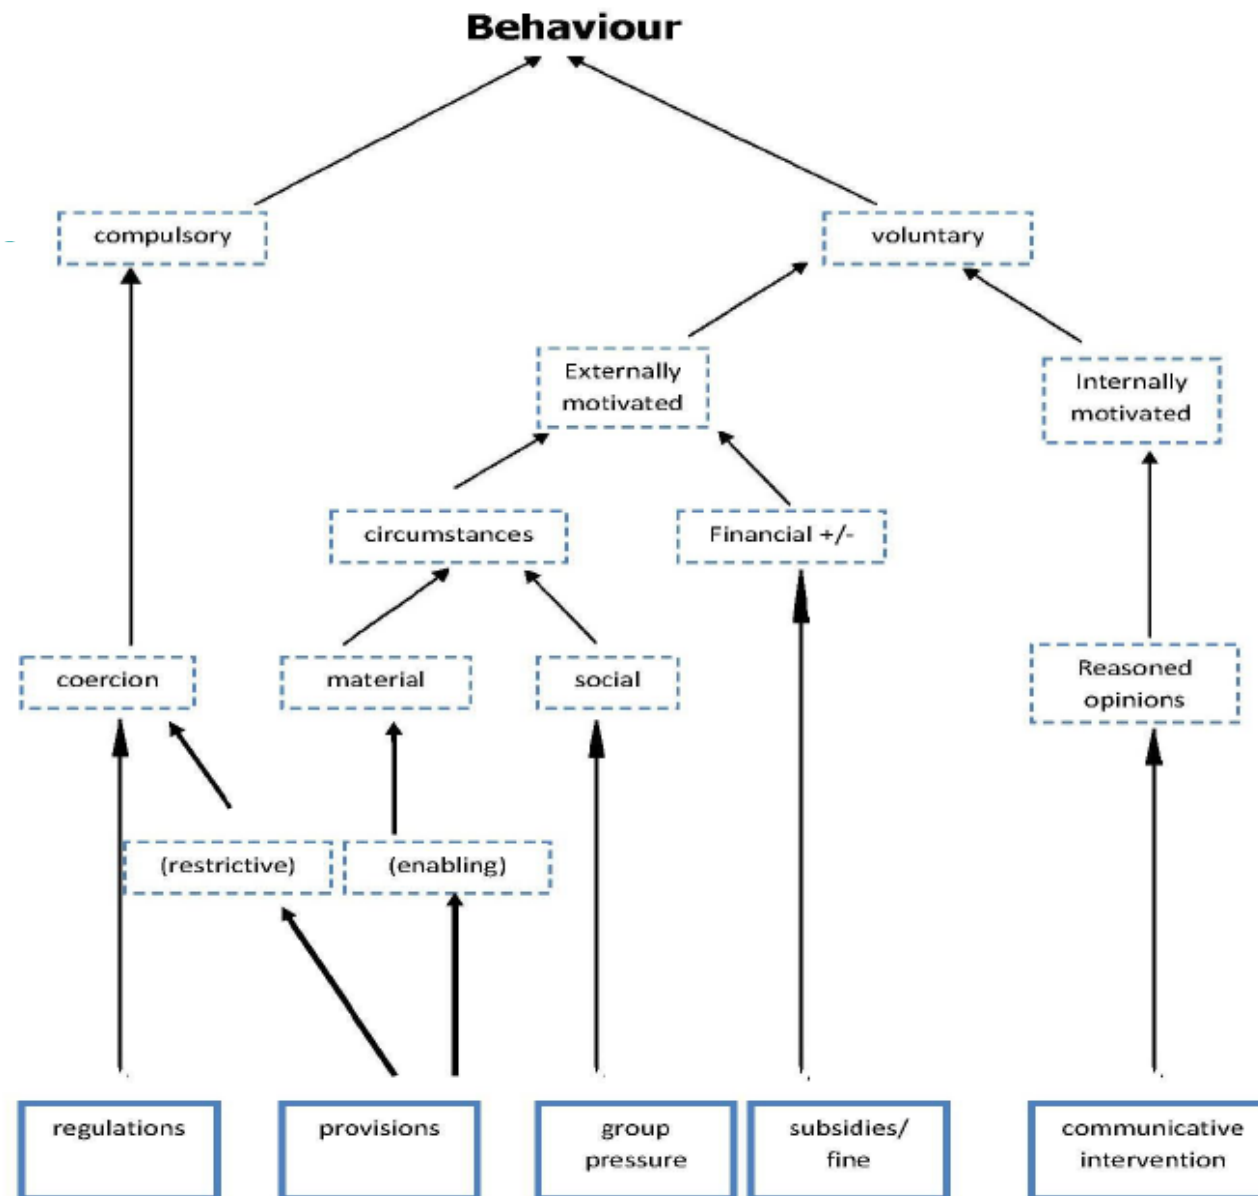 Behaviour
compulsory
voluntary
Externally
motivated
Internally
motivated
circumstances
Financial +/-
coercion
material
social
Reasoned
opinions
(restrictive)
(enabling)
regulations
provisions
group
pressure
subsidies/
fine
communicative
intervention